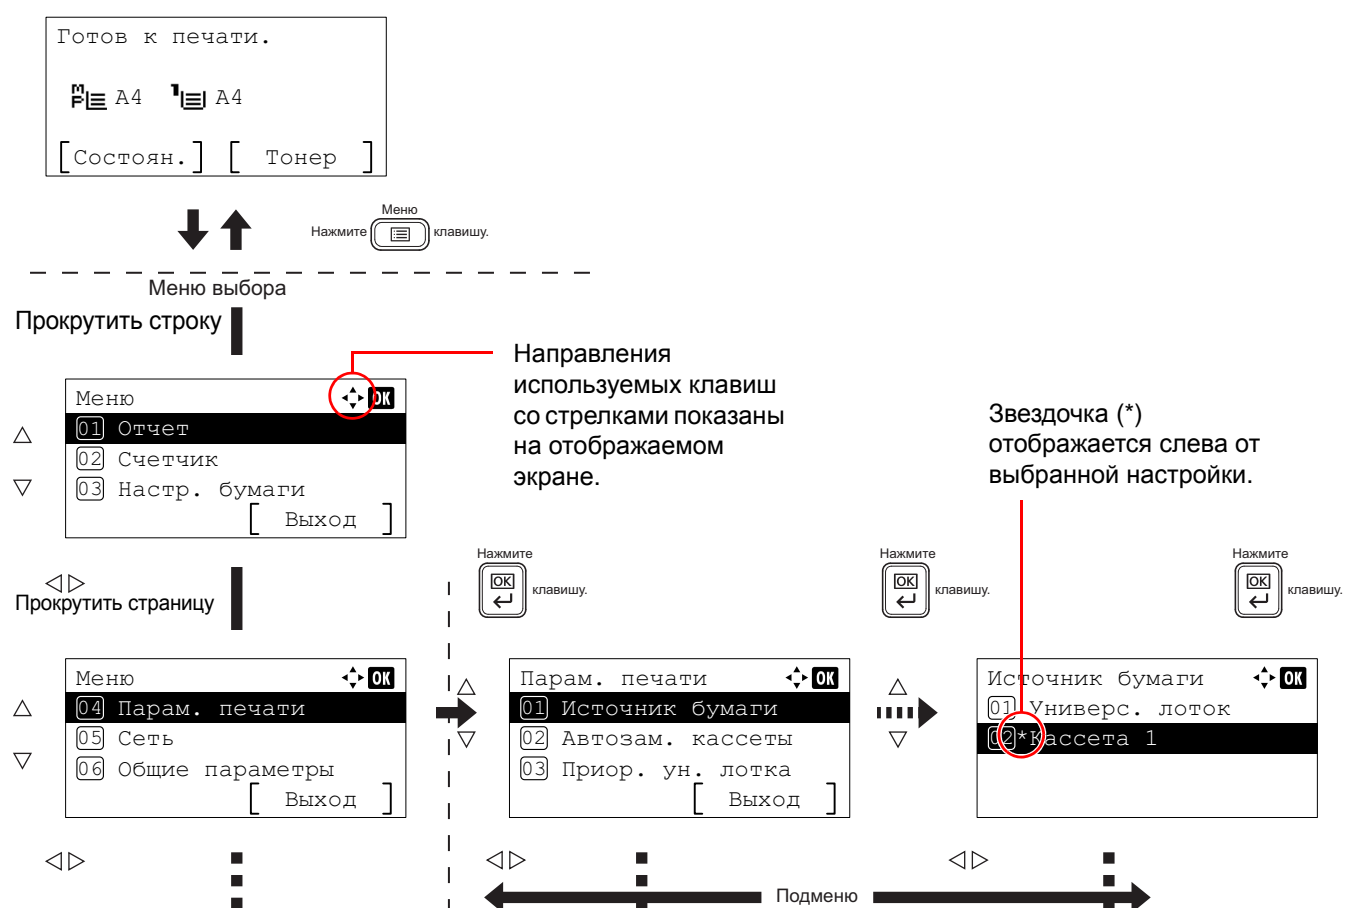 Готов к печати.
MP A4 1 A4
[Состоян.] [ Тонер ]
Меню
Нажмите клавишу.
Меню выбора
Прокрутить строку
Направления
используемых клавиш
со стрелками показаны
на отображаемом
экране.
Меню OK
01 Отчет
02 Счетчик
03 Настр. бумаги
[ Выход ]
Звездочка (*)
отображается слева от
выбранной настройки.
Прокрутить страницу
Нажмите
OK клавишу.
Нажмите
OK клавишу.
Нажмите
OK клавишу.
Меню OK
04 Парам. печати
05 Сеть
06 Общие параметры
[ Выход ]
Парам. печати OK
01 Источник бумаги
02 Автозам. кассеты
03 Приор. ун. лотка
[ Выход ]
Источник бумаги OK
01 Универс. лоток
02*Кассета 1
Подменю